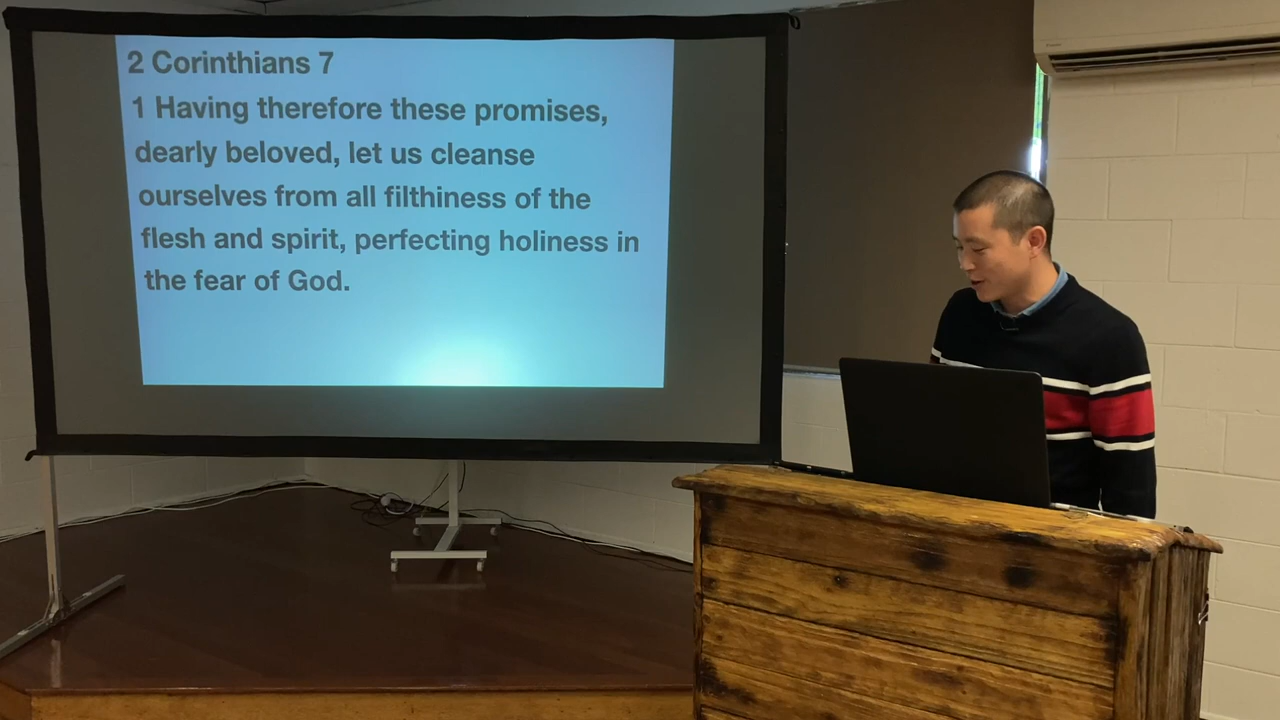 2 Corinthians 7
1 Having therefore these promises,
dearly beloved, let us cleanse
ourselves from all filthiness of the
flesh and spirit, perfecting holiness in
the fear of God.